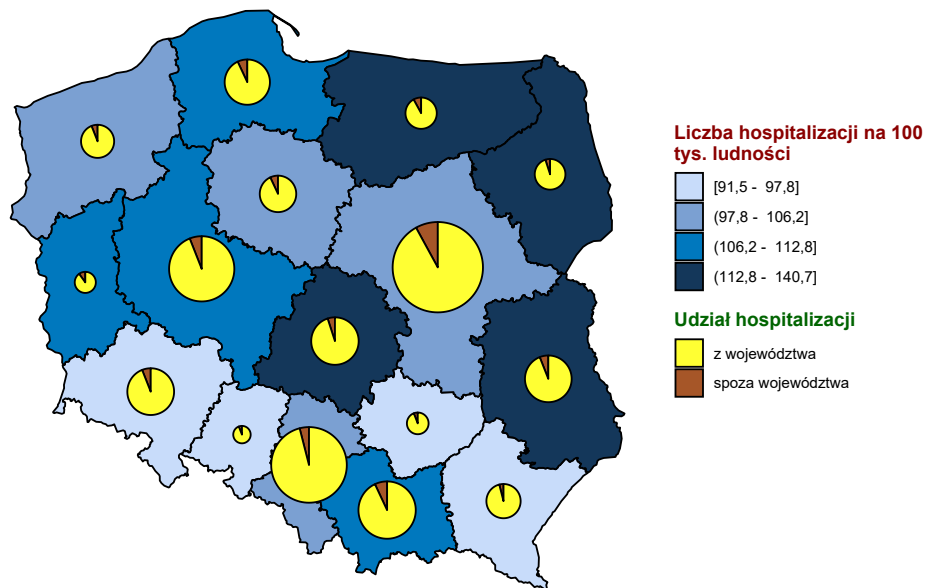 Liczba hospitalizacji na 100
tys. ludności
[91,5 - 97,8]
(97,8 - 106,2]
(106,2 - 112,8]
(112,8 - 140,7]
Udział hospitalizacji
z województwa
spoza województwa